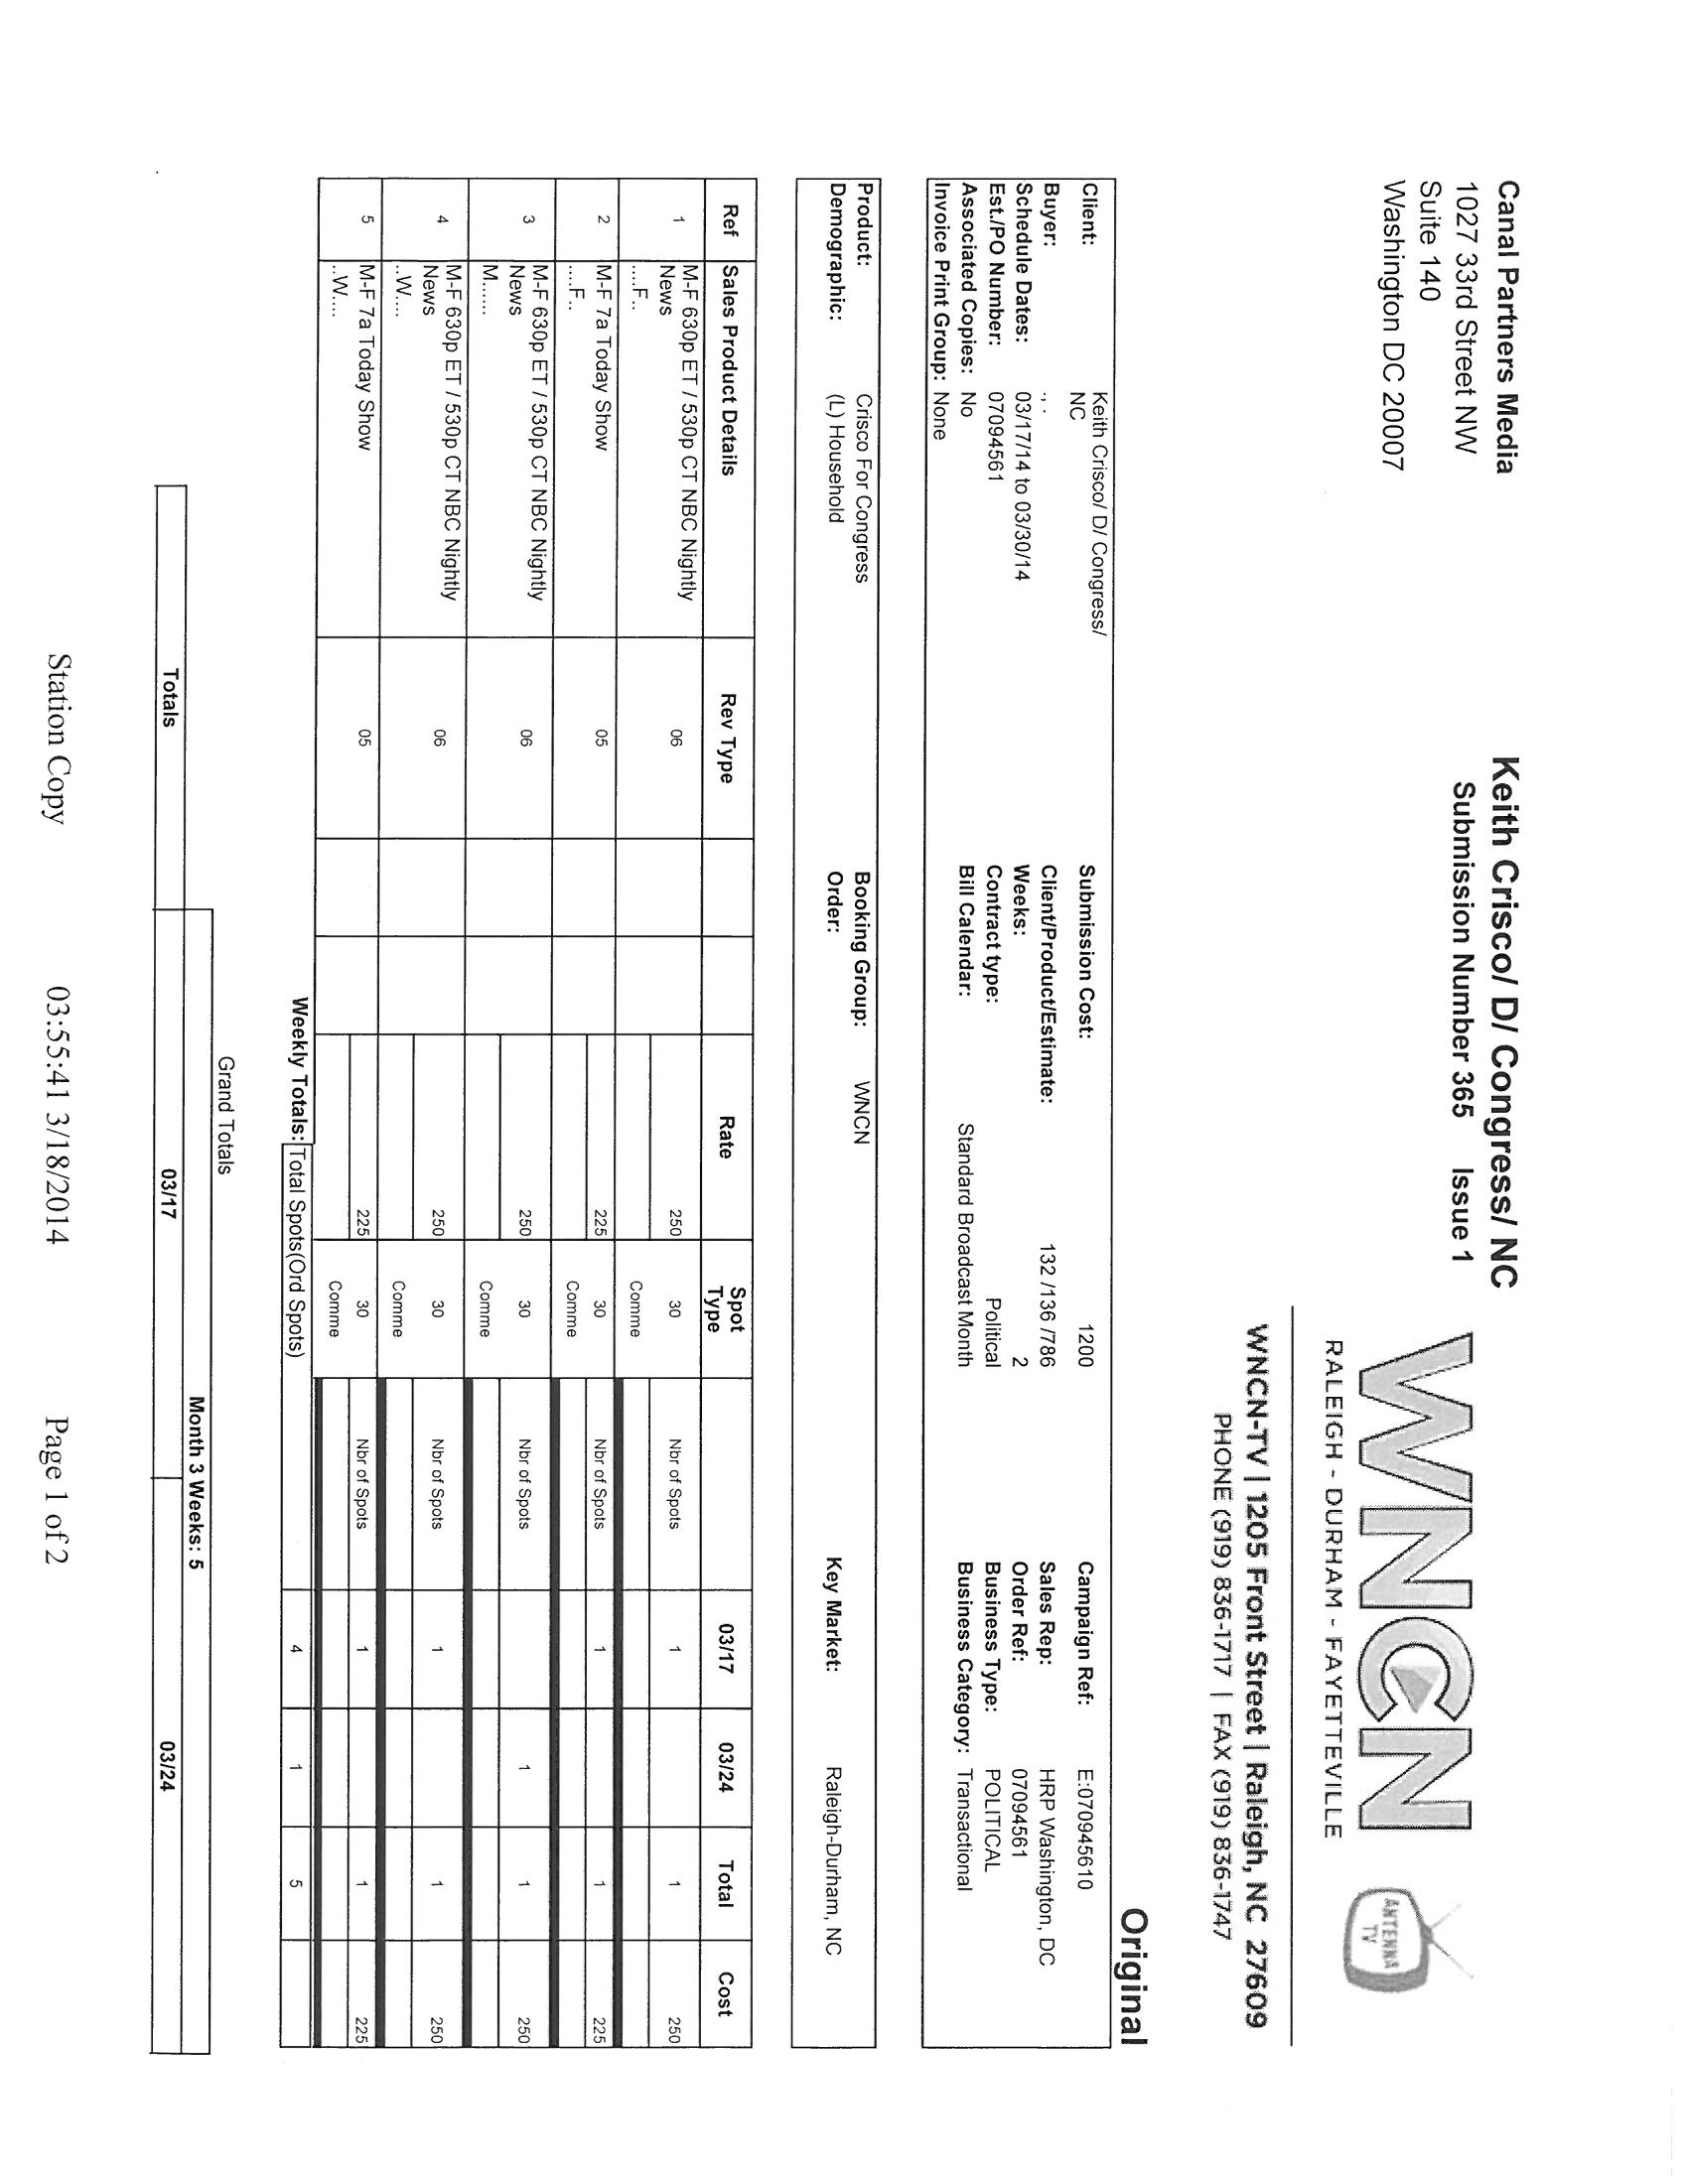 Canal Partners Media
1027 33rd Street NW
Suite 140
Washington DC 20007
Keith Crisco/ D/ Congress/ NC
Submission Number 365 Issue 1
WNCN
RALEIGH - DURHAM - FAYETTEVILLE
ANTENNA
TV
WNCN-TV | 1205 Front Street | Raleigh, NC 27609
PHONE (919) 836-1717 | FAX (919) 836-1747
Original
Client: Keith Crisco/ D/ Congress/ Submission Cost: 1200 Campaign Ref: E:070945610
NC
Buyer: ., . Client/Product/Estimate: 132 /136 /786 Sales Rep: HRP Washington, DC
Schedule Dates: 03/17/14 to 03/30/14 Weeks: 2 Order Ref: 07094561
Est./PO Number: 07094561 Contract type: Political Business Type: POLITICAL
Associated Copies: No Bill Calendar: Standard Broadcast Month Business Category: Transactional
Invoice Print Group: None
Product: Crisco For Congress Booking Group: WNCN Key Market: Raleigh-Durham, NC
Demographic: (L) Household Order:
Ref Sales Product Details Rev Type Rate Spot Type 03/17 03/24 Total Cost
1 M-F 630p ET / 530p CT NBC Nightly 06 250 30 Nbr of Spots 1 1 250
News Comme
....F..
2 M-F 7a Today Show 05 225 30 Nbr of Spots 1 1 225
....F.. Comme
3 M-F 630p ET / 530p CT NBC Nightly 06 250 30 Nbr of Spots 1 1 250
News Comme
M......
4 M-F 630p ET / 530p CT NBC Nightly 06 250 30 Nbr of Spots 1 1 250
News Comme
..W....
5 M-F 7a Today Show 05 225 30 Nbr of Spots 1 1 225
..W.... Comme
Weekly Totals: Total Spots(Ord Spots) 4 1 5
Grand Totals
Month 3 Weeks: 5
Totals 03/17 03/24
Station Copy 03:55:41 3/18/2014 Page 1 of 2